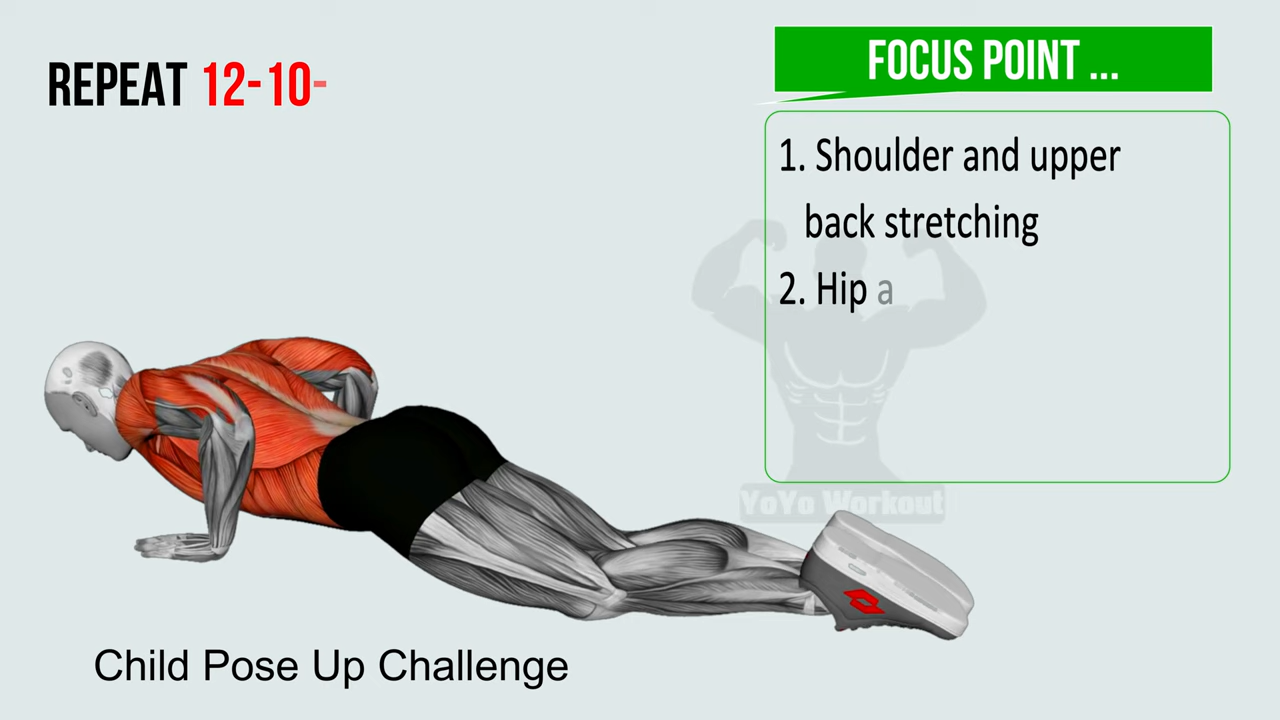 REPEAT 12-10-
FOCUS POINT ...
1. Shoulder and upper
back stretching
2. Hip a
YoYo Workout
Child Pose Up Challenge